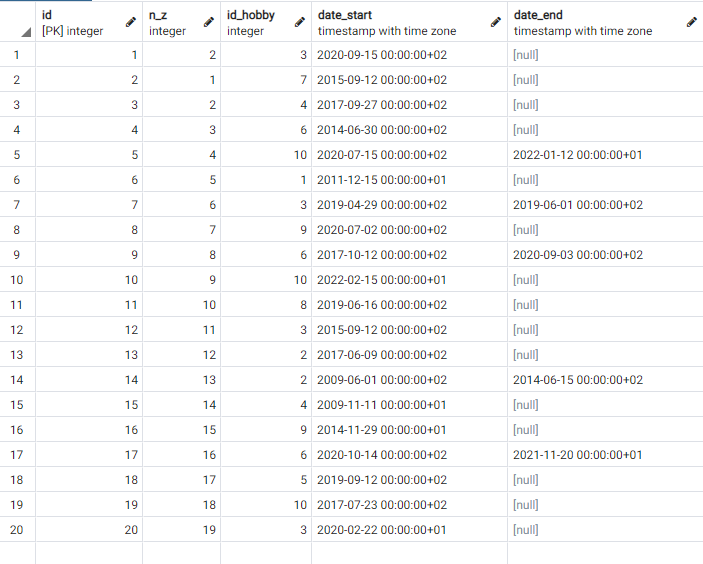 id n_z id_hobby date_start date_end
[PK] integer integer integer timestamp with time zone timestamp with time zone
1 1 2 3 2020-09-15 00:00:00+02 [null]
2 2 1 7 2015-09-12 00:00:00+02 [null]
3 3 2 4 2017-09-27 00:00:00+02 [null]
4 4 3 6 2014-06-30 00:00:00+02 [null]
5 5 4 10 2020-07-15 00:00:00+02 2022-01-12 00:00:00+01
6 6 5 1 2011-12-15 00:00:00+01 [null]
7 7 6 3 2019-04-29 00:00:00+02 2019-06-01 00:00:00+02
8 8 7 9 2020-07-02 00:00:00+02 [null]
9 9 8 6 2017-10-12 00:00:00+02 2020-09-03 00:00:00+02
10 10 9 10 2022-02-15 00:00:00+01 [null]
11 11 10 8 2019-06-16 00:00:00+02 [null]
12 12 11 3 2015-09-12 00:00:00+02 [null]
13 13 12 2 2017-06-09 00:00:00+02 [null]
14 14 13 2 2009-06-01 00:00:00+02 2014-06-15 00:00:00+02
15 15 14 4 2009-11-11 00:00:00+01 [null]
16 16 15 9 2014-11-29 00:00:00+01 [null]
17 17 16 6 2020-10-14 00:00:00+02 2021-11-20 00:00:00+01
18 18 17 5 2019-09-12 00:00:00+02 [null]
19 19 18 10 2017-07-23 00:00:00+02 [null]
20 20 19 3 2020-02-22 00:00:00+01 [null]